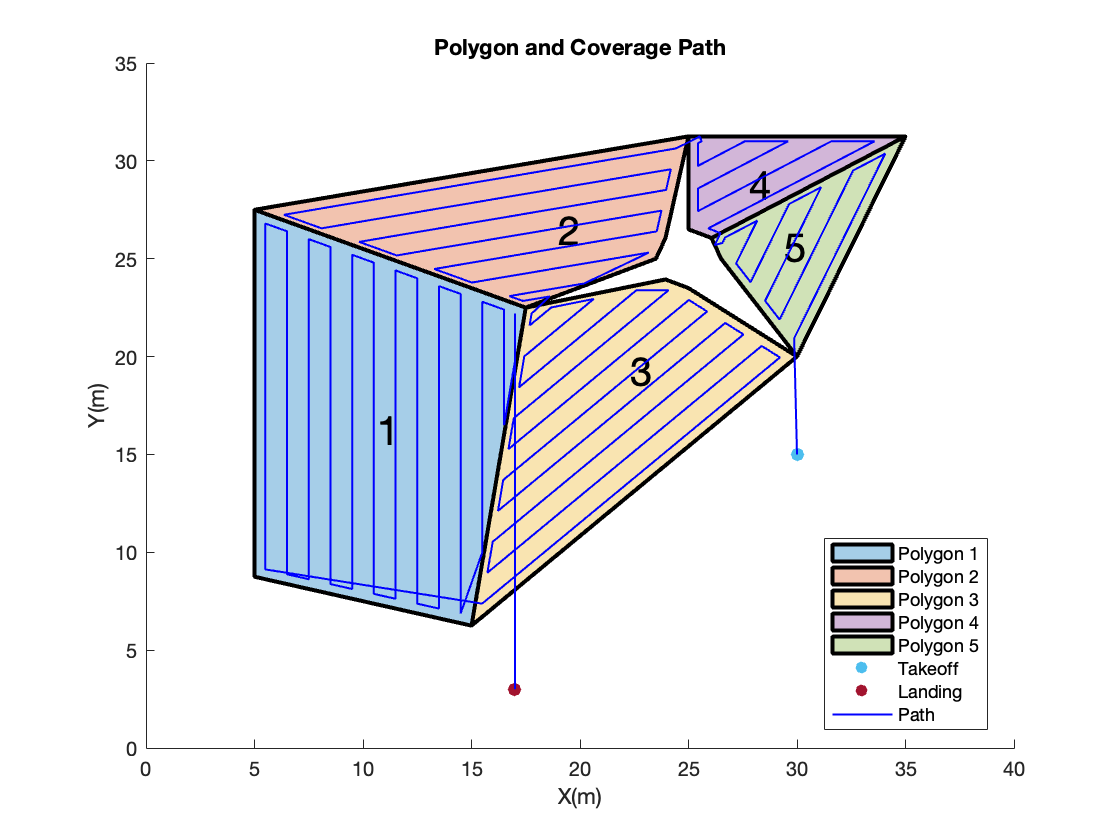 Polygon and Coverage Path
35
30
25
20
15
10
5
0
Y(m)
0 5 10 15 20 25 30 35 40
X(m)
1
2
3
4
5
Polygon 1
Polygon 2
Polygon 3
Polygon 4
Polygon 5
Takeoff
Landing
Path